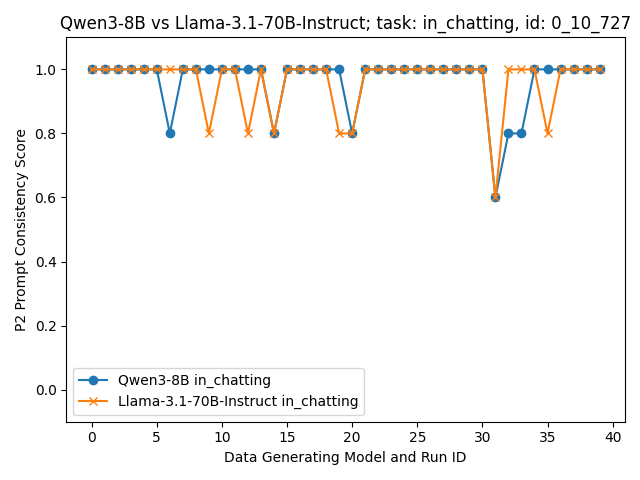 Qwen3-8B vs Llama-3.1-70B-Instruct; task: in_chatting, id: 0_10_727
P2 Prompt Consistency Score
1.0
0.8
0.6
0.4
0.2
0.0
Qwen3-8B in_chatting
Llama-3.1-70B-Instruct in_chatting
0 5 10 15 20 25 30 35 40
Data Generating Model and Run ID